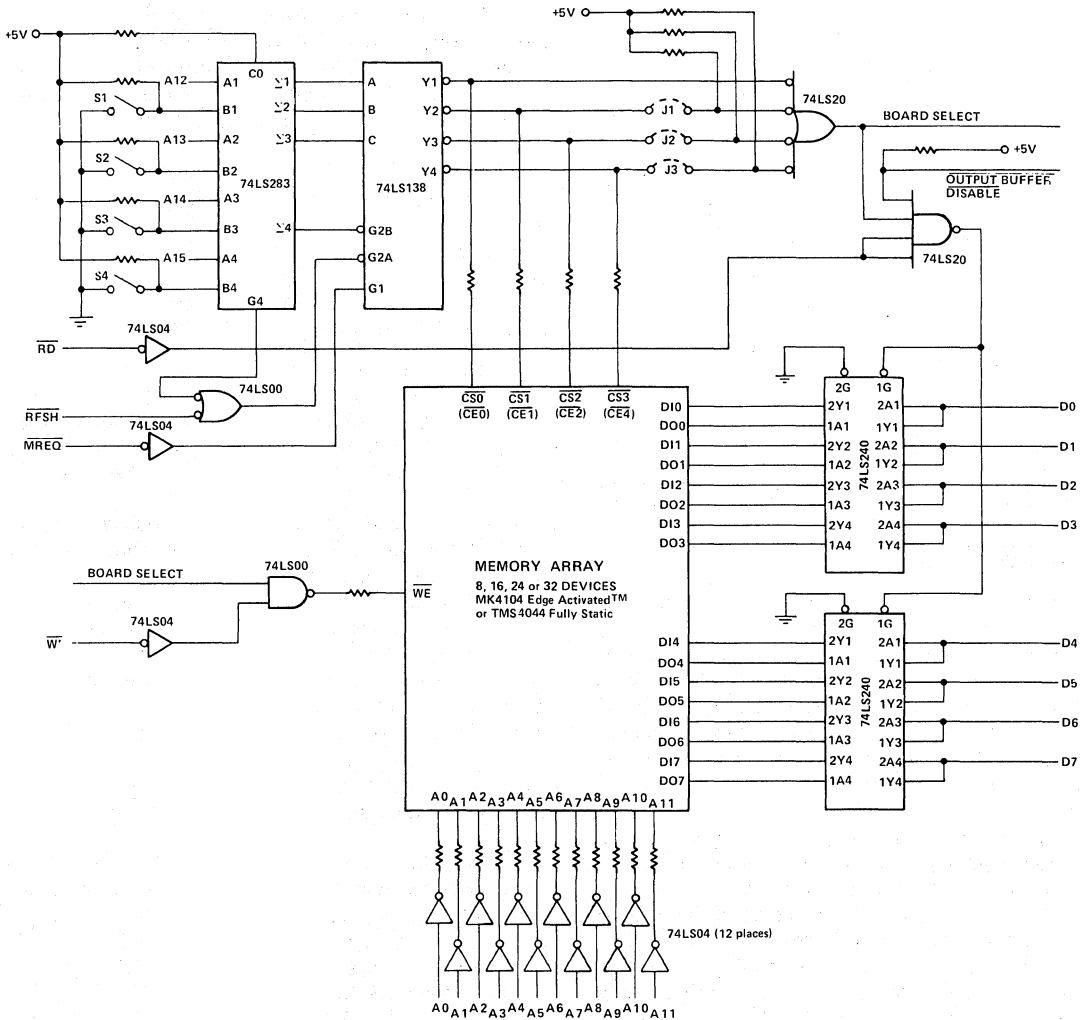 +5V
+5V
C0
A12
A1
∑1
A
Y1
S1
B1
∑2
B
Y2
J1
74LS20
BOARD SELECT
A13
A2
∑3
C
Y3
J2
+5V
S2
B2
74LS283
74LS138
Y4
J3
OUTPUT BUFFER
DISABLE
A14
A3
S3
B3
∑4
G2B
74LS20
A15
A4
G2A
S4
B4
G1
G4
RD
74LS04
74LS00
RFSH
74LS04
MREQ
CS0
CS1
CS2
CS3
(CE0)
(CE1)
(CE2)
(CE4)
2G
1G
DI0
2Y1
2A1
D0
DO0
1A1
1Y1
DI1
2Y2
2A2
D1
DO1
1A2
1Y2
74LS240
DI2
2Y3
2A3
D2
DO2
1A3
1Y3
DI3
2Y4
2A4
D3
DO3
1A4
1Y4
BOARD SELECT
74LS00
WE
MEMORY ARRAY
8, 16, 24 or 32 DEVICES
MK4104 Edge Activated™
or TMS4044 Fully Static
74LS04
W'
2G
1G
DI4
2Y1
2A1
D4
DO4
1A1
1Y1
DI5
2Y2
2A2
D5
DO5
1A2
1Y2
74LS240
DI6
2Y3
2A3
D6
DO6
1A3
1Y3
DI7
2Y4
2A4
D7
DO7
1A4
1Y4
A0 A1 A2 A3 A4 A5 A6 A7 A8 A9 A10 A11
74LS04 (12 places)
A0 A1 A2 A3 A4 A5 A6 A7 A8 A9 A10 A11